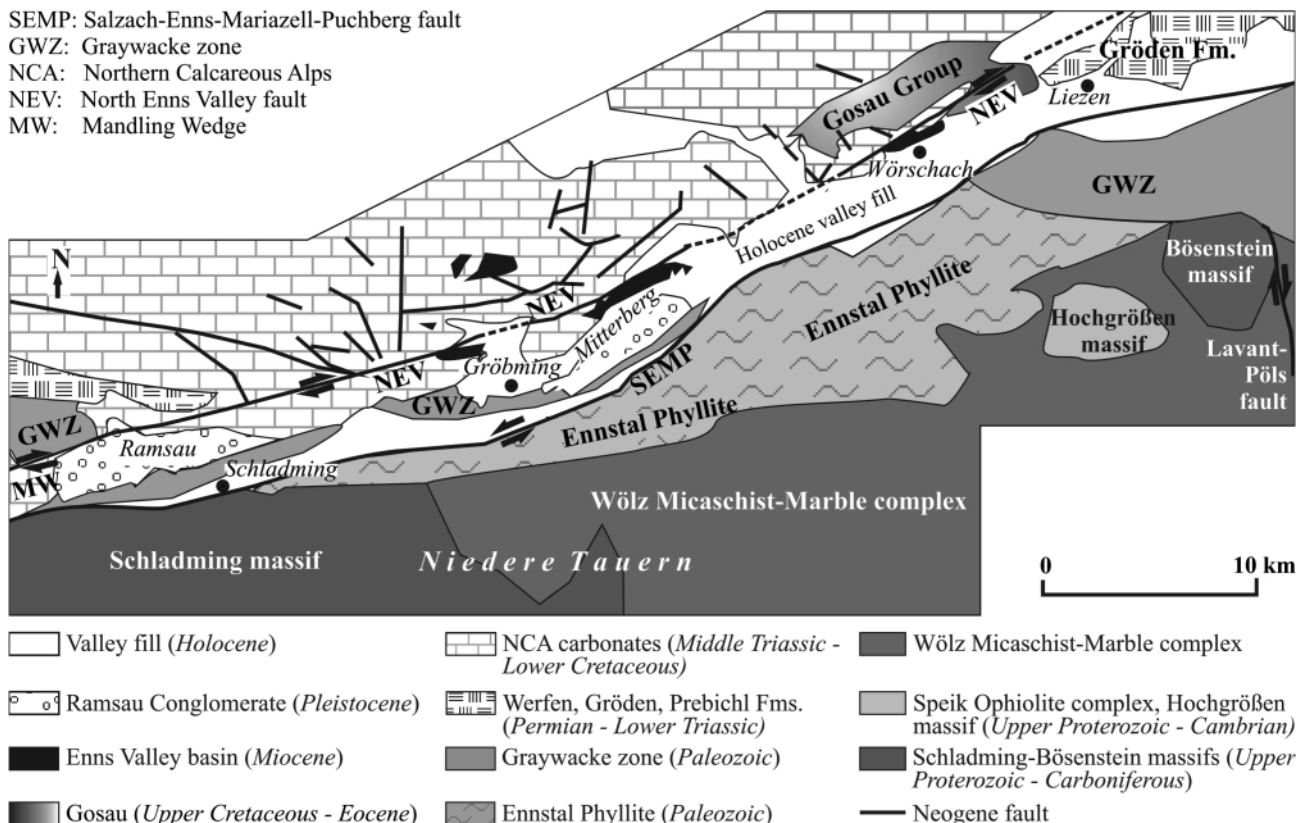 SEMP: Salzach-Enns-Mariazell-Puchberg fault
GWZ: Graywacke zone
NCA: Northern Calcareous Alps
NEV: North Enns Valley fault
MW: Mandling Wedge
Gröden Fm.
Gosau Group
NEV
Liezen
Wörschach
GWZ
Holocene valley fill
N
Bösenstein
massif
Ennstal Phyllite
NEV
Mitterberg
Hochgrößen
massif
Lavant-
Pöls
fault
NEV
Gröbming
SEMP
GWZ
GWZ
Ennstal Phyllite
Ramsau
Schladming
MW
Wölz Micaschist-Marble complex
Schladming massif
Niedere Tauern
0 10 km
Valley fill (Holocene)
Ramsau Conglomerate (Pleistocene)
Enns Valley basin (Miocene)
Gosau (Upper Cretaceous - Eocene)
NCA carbonates (Middle Triassic -
Lower Cretaceous)
Werfen, Gröden, Prebichl Fms.
(Permian - Lower Triassic)
Graywacke zone (Paleozoic)
Ennstal Phyllite (Paleozoic)
Wölz Micaschist-Marble complex
Speik Ophiolite complex, Hochgrößen
massif (Upper Proterozoic - Cambrian)
Schladming-Bösenstein massifs (Upper
Proterozoic - Carboniferous)
Neogene fault